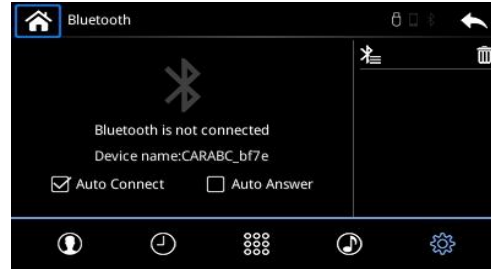 Bluetooth
Bluetooth is not connected
Device name:CARABC_bf7e
Auto Connect
Auto Answer